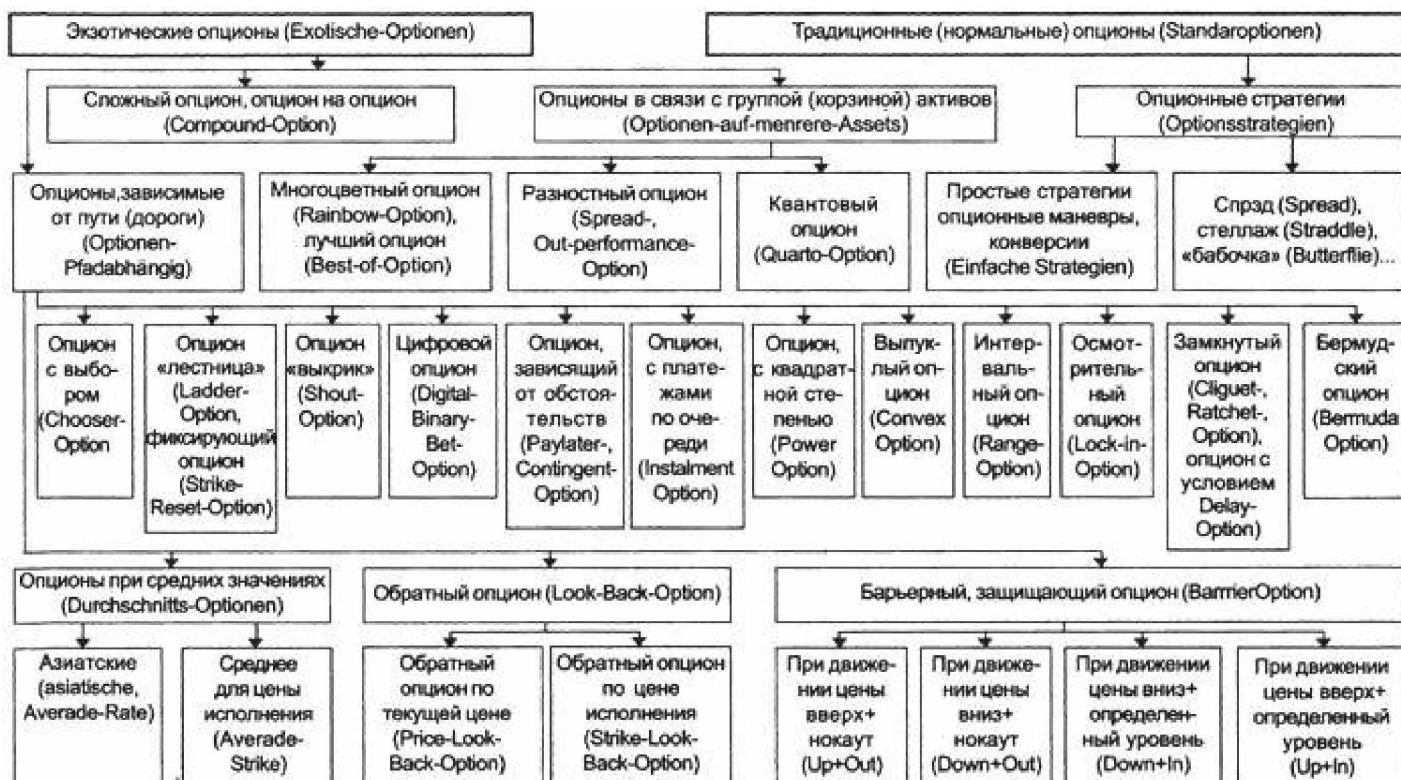 Экзотические опционы (Exotische-Optionen)
Традиционные (нормальные) опционы (Standaroptionen)
Сложный опцион, опцион на опцион
(Compound-Option)
Опционы в связи с группой (корзиной) активов
(Optionen-auf-menrere-Assets)
Опционные стратегии
(Optionsstrategien)
Опционы,зависимые
от пути (дороги)
(Optionen-
Pfadabhängig)
Многоцветный опцион
(Rainbow-Option),
лучший опцион
(Best-of-Option)
Разностный опцион
(Spread-,
Out-performance-
Option)
Квантовый
опцион
(Quarto-Option)
Простые стратегии
опционные маневры,
конверсии
(Einfache Strategien)
Спрэд (Spread),
стеллаж (Straddle),
«бабочка» (Butterflie)...
Опцион
с выбо-
ром
(Chooser-
Option
Опцион
«лестница»
(Ladder-
Option,
фиксирующий
опцион
(Strike-
Reset-Option)
Опцион
«выкрик»
(Shout-
Option)
Цифровой
опцион
(Digital-
Binary-
Bet-
Option)
Опцион,
зависящий
от обстоя-
тельств
(Paylater-,
Contingent-
Option)
Опцион,
с плате-
жами
по оче-
реди
(Instalment
Option)
Опцион,
с квадрат-
ной сте-
пенью
(Power
Option)
Выпук-
лый оп-
цион
(Convex
Option)
Интер-
валь-
ный оп-
цион
(Range-
Option)
Осмот-
ритель-
ный
опцион
(Lock-in-
Option)
Замкнутый
опцион
(Cliguet-,
Ratchet-,
Option),
опцион с
условием
Delay-
Option)
Бермуд-
ский
опцион
(Bermuda
Option)
Опционы при средних значениях
(Durchschnitts-Optionen)
Обратный опцион (Look-Back-Option)
Барьерный, защищающий опцион (BarrrierOption)
Азиатские
(asiatische,
Averade-Rate)
Среднее
для цены
исполнения
(Averade-
Strike)
Обратный
опцион по
текущей цене
(Price-Look-
Back-Option)
Обратный опцион
по цене
исполнения
(Strike-Look-
Back-Option)
При движе-
нии цены
вверх+
нокаут
(Up+Out)
При движе-
нии цены
вниз+
нокаут
(Down+Out)
При движении
цены вниз+
определен-
ный уровень
(Down+In)
При движении
цены вверх+
определенный
уровень
(Up+In)